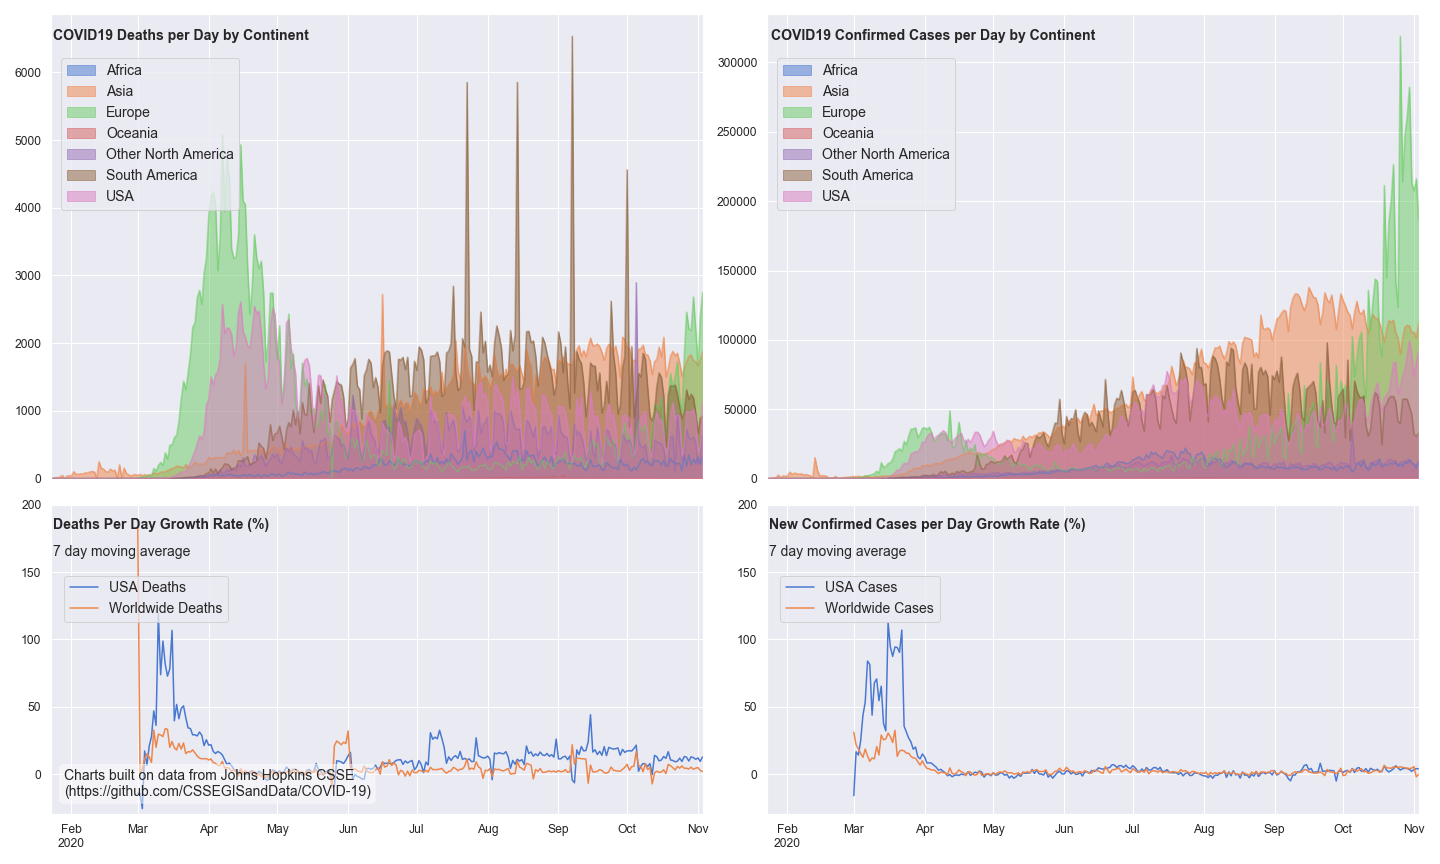 COVID19 Deaths per Day by Continent
Africa
Asia
Europe
Oceania
Other North America
South America
USA
6000
5000
4000
3000
2000
1000
0
COVID19 Confirmed Cases per Day by Continent
Africa
Asia
Europe
Oceania
Other North America
South America
USA
300000
250000
200000
150000
100000
50000
0
Deaths Per Day Growth Rate (%)
7 day moving average
USA Deaths
Worldwide Deaths
200
150
100
50
0
Charts built on data from Johns Hopkins CSSE
(https://github.com/CSSEGISandData/COVID-19)
Feb Mar Apr May Jun Jul Aug Sep Oct Nov
2020
New Confirmed Cases per Day Growth Rate (%)
7 day moving average
USA Cases
Worldwide Cases
200
150
100
50
0
Feb Mar Apr May Jun Jul Aug Sep Oct Nov
2020